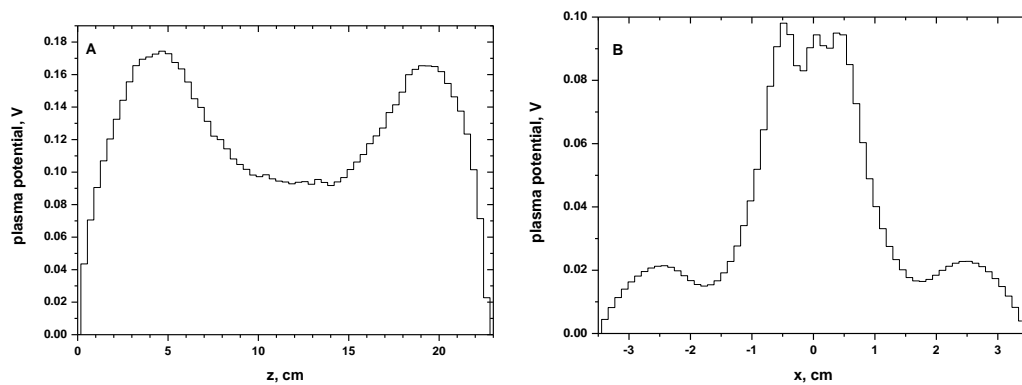 A
plasma potential, V
0.18
0.16
0.14
0.12
0.10
0.08
0.06
0.04
0.02
0.00
0 5 10 15 20
z, cm
B
plasma potential, V
0.10
0.08
0.06
0.04
0.02
0.00
-3 -2 -1 0 1 2 3
x, cm